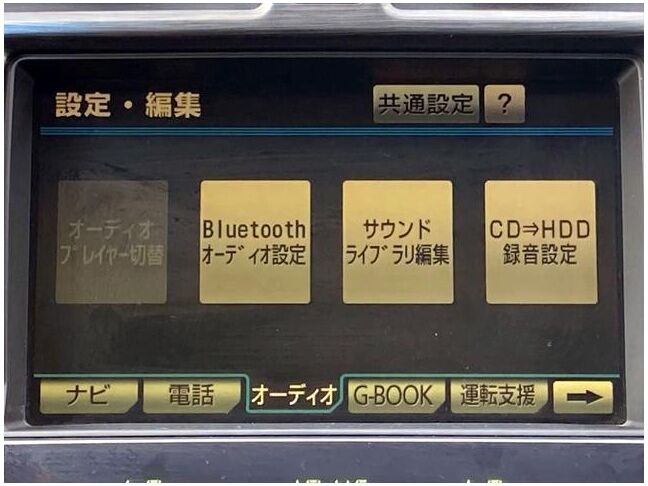 設定・編集
共通設定
?
オーディオ
プレイヤー切替
Bluetooth
オーディオ設定
サウンド
ライブラリ編集
CD⇒HDD
録音設定
ナビ
電話
オーディオ
G-BOOK
運転支援